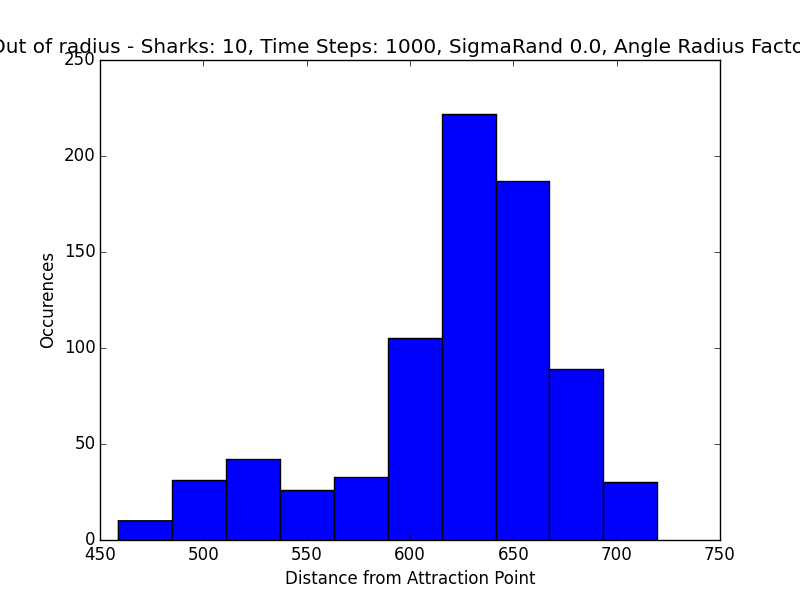 Out of radius - Sharks: 10, Time Steps: 1000, SigmaRand 0.0, Angle Radius Facto
250
200
150
100
50
0
Occurences
450 500 550 600 650 700 750
Distance from Attraction Point